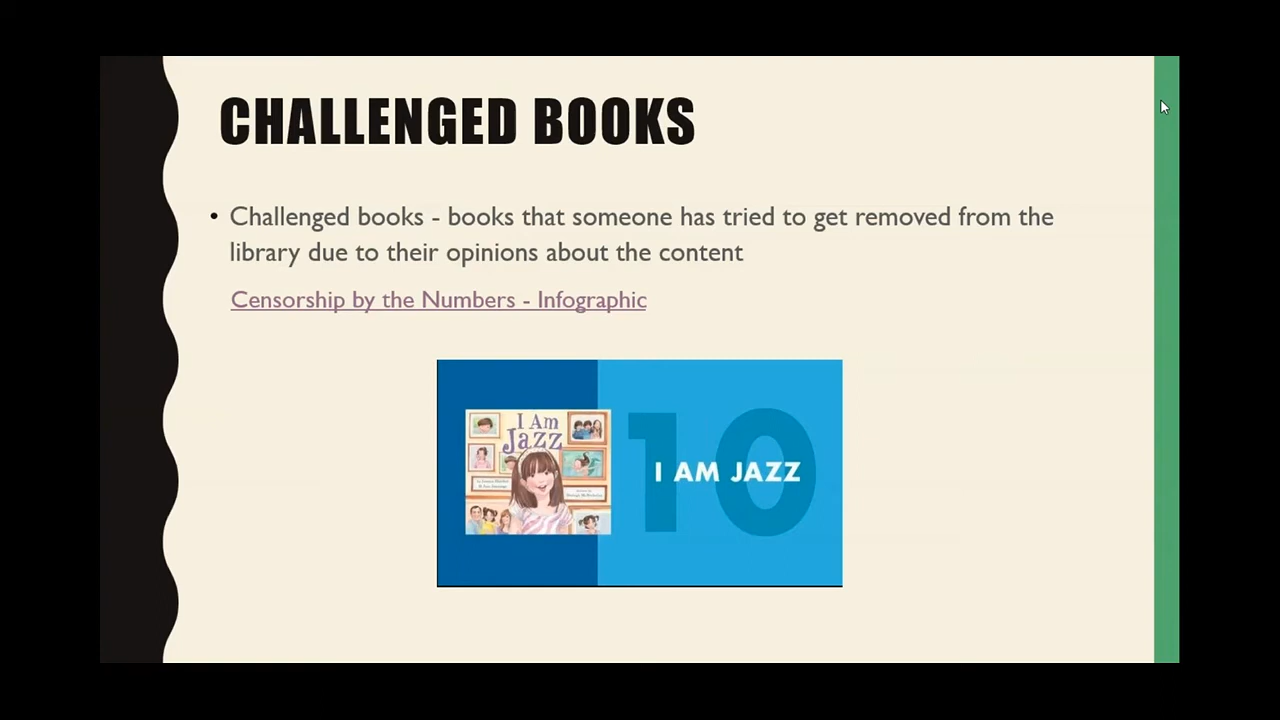 CHALLENGED BOOKS
• Challenged books - books that someone has tried to get removed from the
library due to their opinions about the content
Censorship by the Numbers - Infographic
I Am
Jazz
10
I AM JAZZ